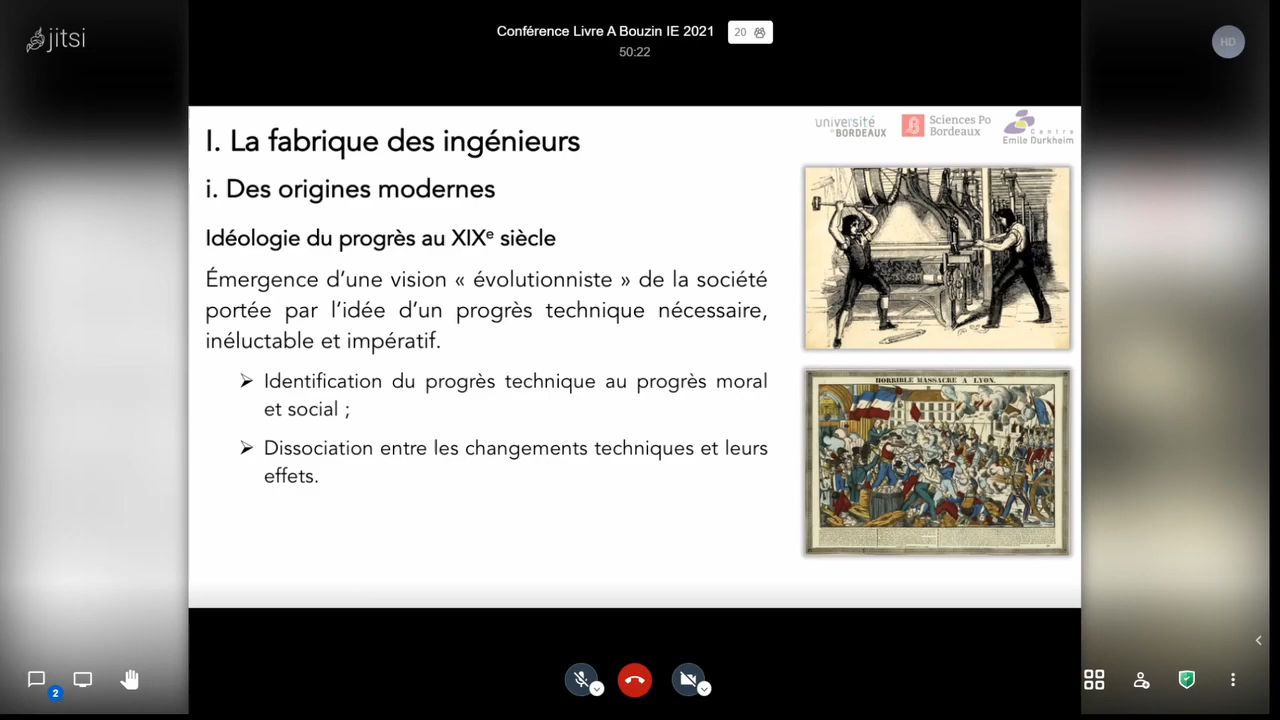 jitsi
Conférence Livre A Bouzin IE 2021
20
50:22
HD
I. La fabrique des ingénieurs
université
de BORDEAUX
Sciences Po
Bordeaux
Centre
Emile Durkheim
i. Des origines modernes
Idéologie du progrès au XIXe siècle
Émergence d'une vision « évolutionniste » de la société
portée par l'idée d'un progrès technique nécessaire,
inéluctable et impératif.
➢ Identification du progrès technique au progrès moral
et social ;
➢ Dissociation entre les changements techniques et leurs
effets.
HORRIBLE MASSACRE A LYON.
2